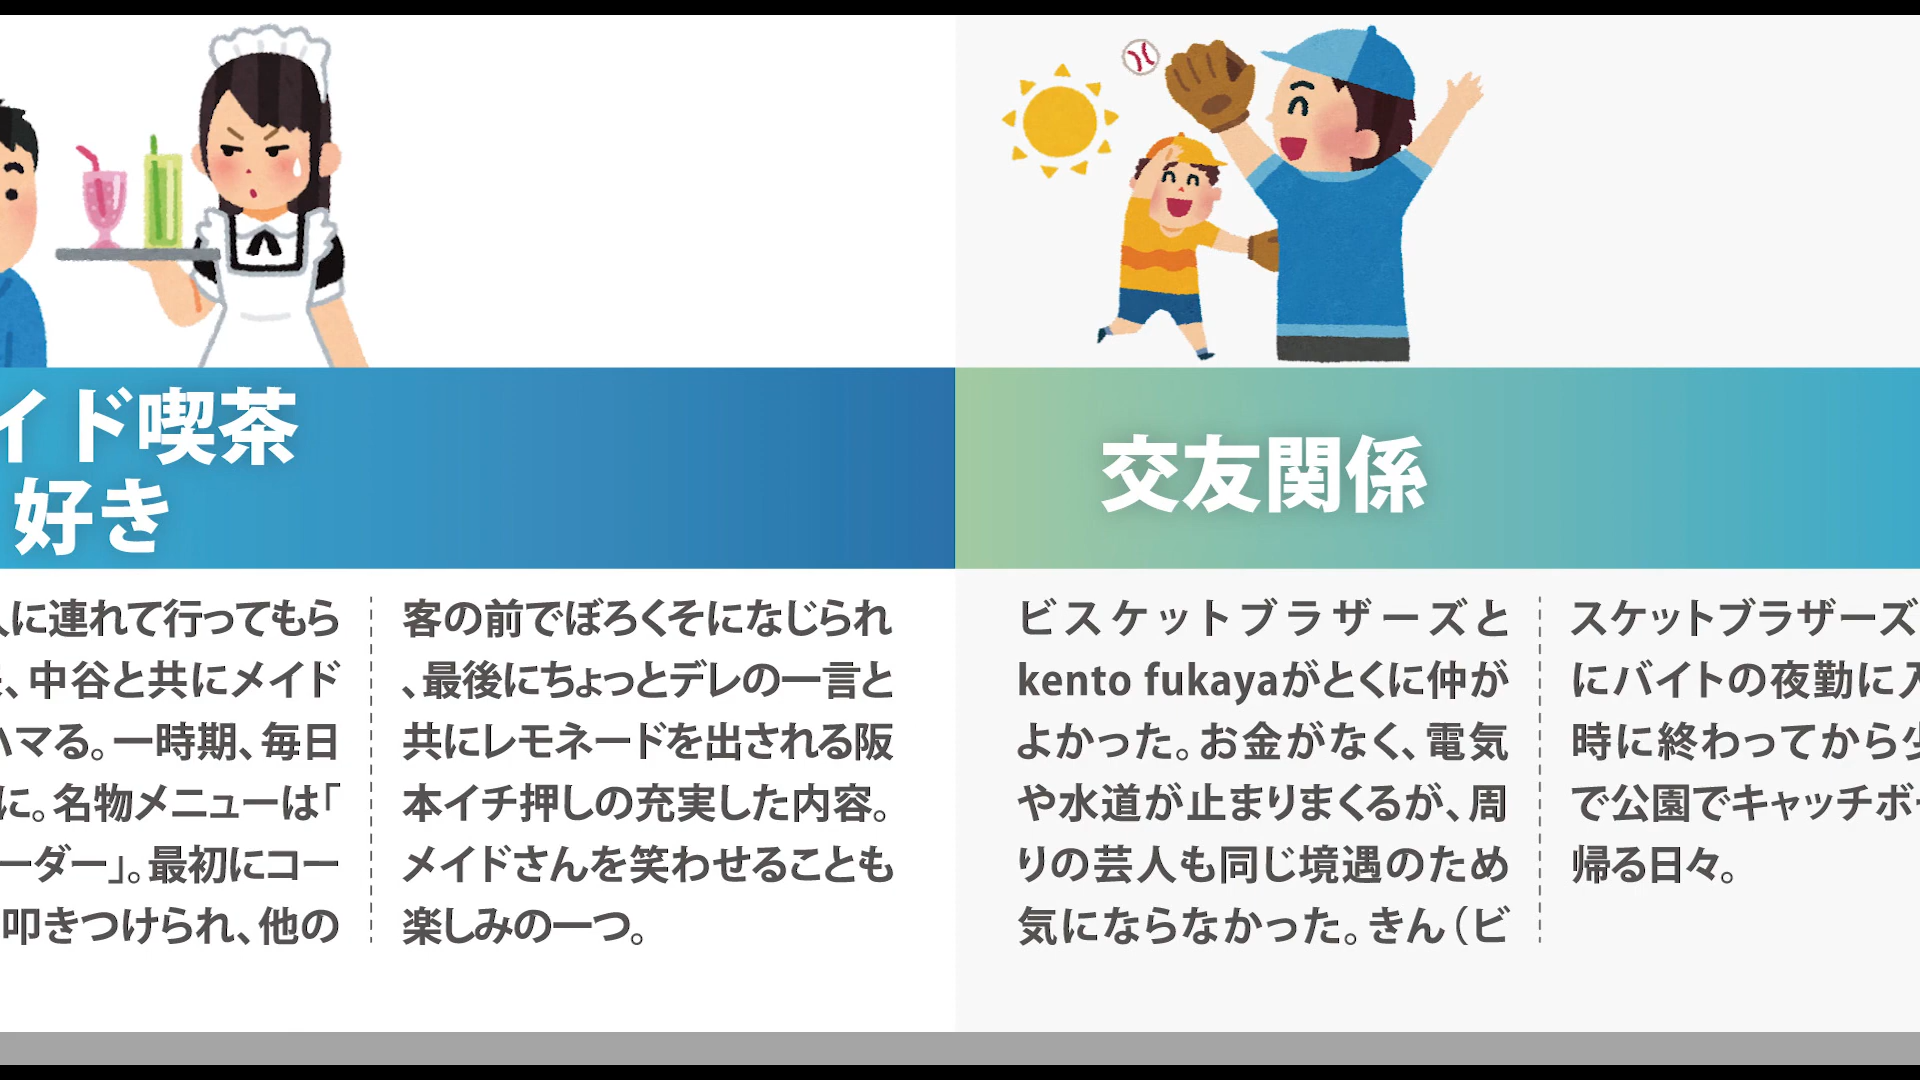 イド喫茶
好き
人に連れて行ってもら
、中谷と共にメイド
ハマる。一時期、毎日
に。名物メニューは「
ーダー」。最初にコー
叩きつけられ、他の
客の前でぼろくそになじられ
、最後にちょっとデレの一言と
共にレモネードを出される阪
本イチ押しの充実した内容。
メイドさんを笑わせることも
楽しみの一つ。
交友関係
ビスケットブラザーズと
kento fukayaがとくに仲が
よかった。お金がなく、電気
や水道が止まりまくるが、周
りの芸人も同じ境遇のため
気にならなかった。きん（ビ
スケットブラザーズ
にバイトの夜勤に入
時に終わってから少
で公園でキャッチボー
帰る日々。